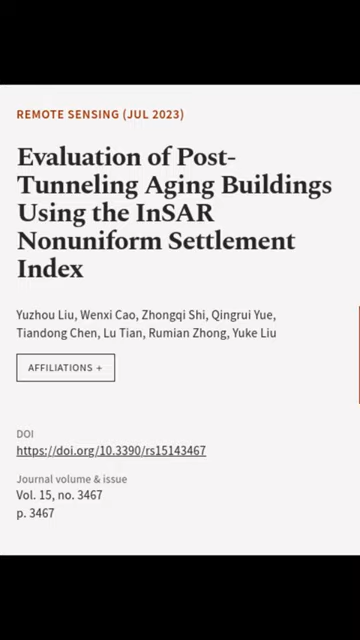 REMOTE SENSING (JUL 2023)
Evaluation of Post-
Tunneling Aging Buildings
Using the InSAR
Nonuniform Settlement
Index
Yuzhou Liu, Wenxi Cao, Zhongqi Shi, Qingrui Yue,
Tiandong Chen, Lu Tian, Rumian Zhong, Yuke Liu
AFFILIATIONS +
DOI
https://doi.org/10.3390/rs15143467
Journal volume & issue
Vol. 15, no. 3467
p. 3467